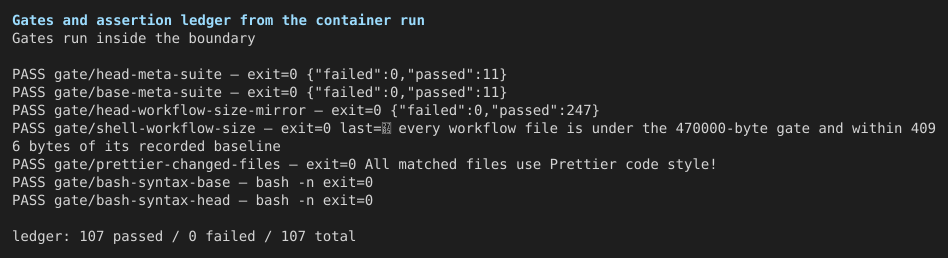 Gates and assertion ledger from the container run
Gates run inside the boundary
PASS gate/head-meta-suite — exit=0 {"failed":0,"passed":11}
PASS gate/base-meta-suite — exit=0 {"failed":0,"passed":11}
PASS gate/head-workflow-size-mirror — exit=0 {"failed":0,"passed":247}
PASS gate/shell-workflow-size — exit=0 last= every workflow file is under the 470000-byte gate and within 409
6 bytes of its recorded baseline
PASS gate/prettier-changed-files — exit=0 All matched files use Prettier code style!
PASS gate/bash-syntax-base — bash -n exit=0
PASS gate/bash-syntax-head — bash -n exit=0
ledger: 107 passed / 0 failed / 107 total